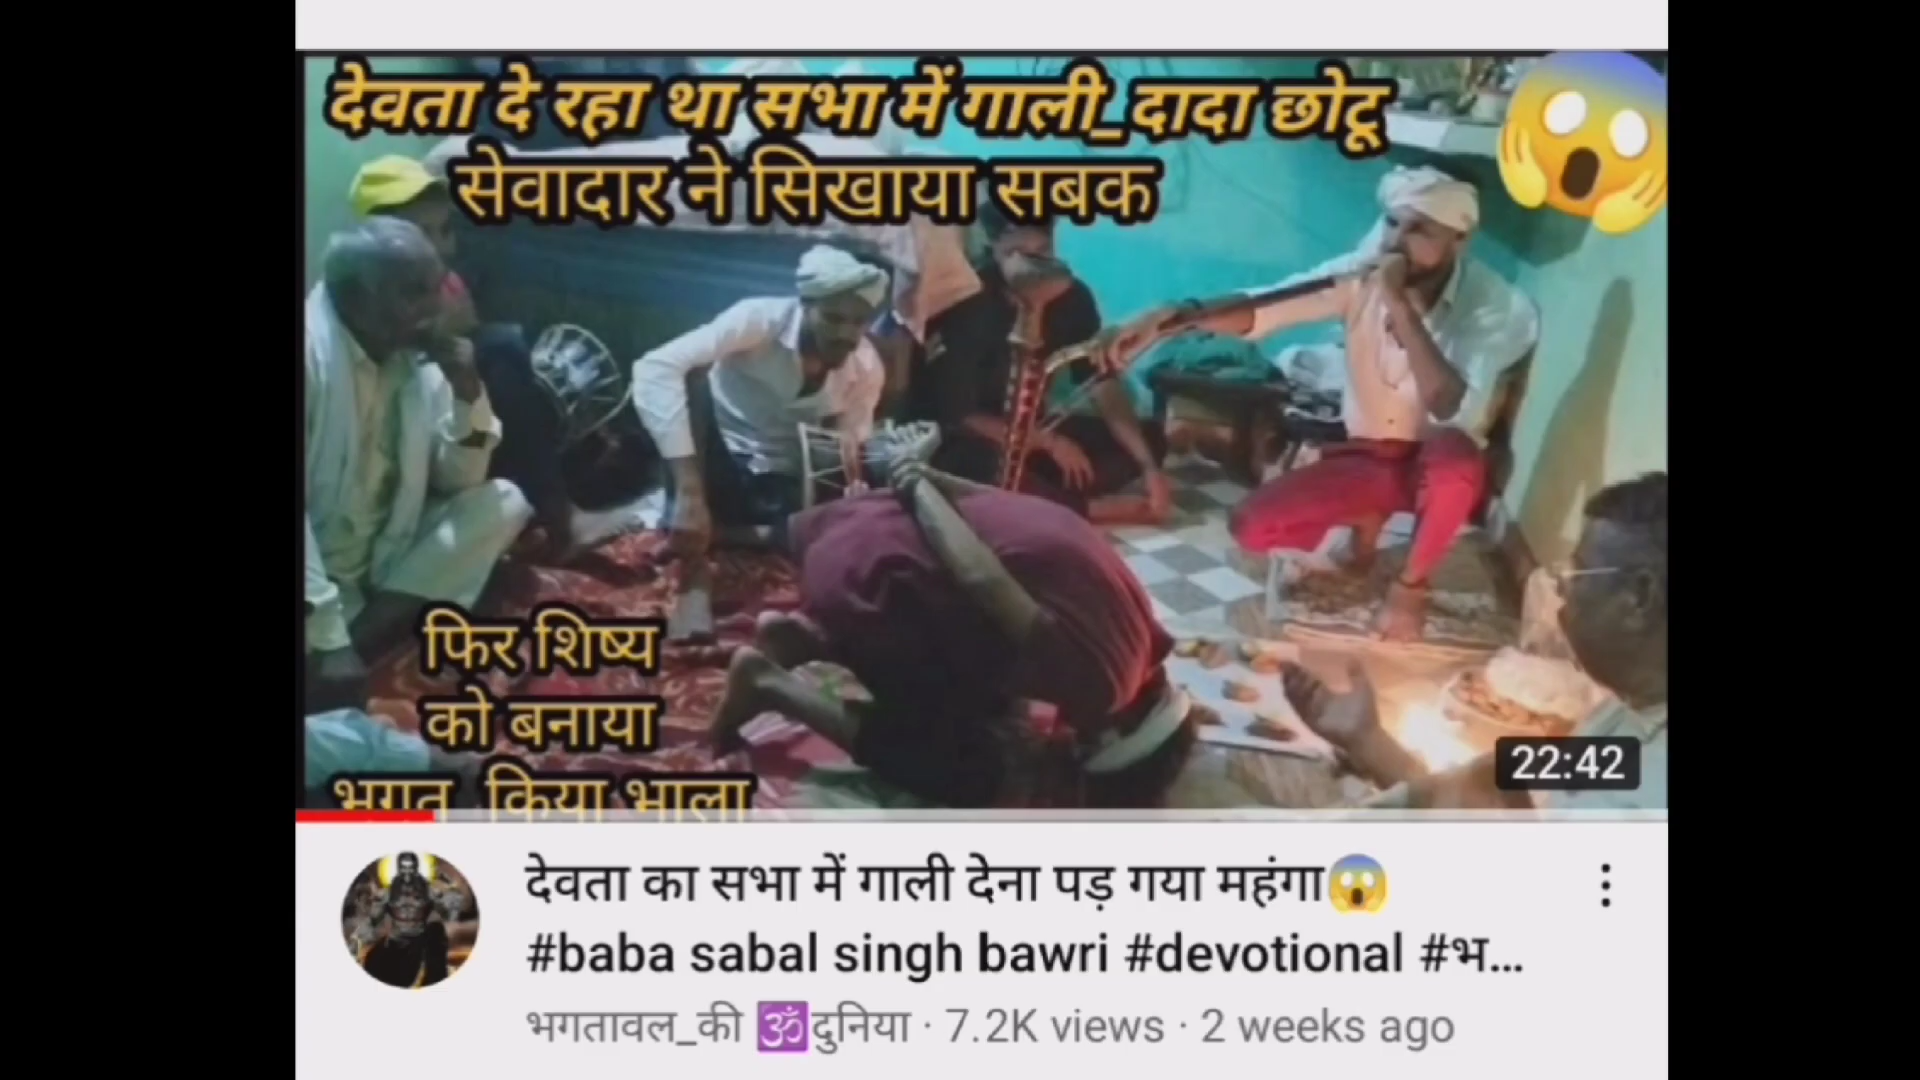 देवता दे रहा था सभा में गाली_दादा छोटू
सेवादार ने सिखाया सबक
फिर शिष्य
को बनाया
भगत_किया भाला
22:42
देवता का सभा में गाली देना पड़ गया महंगा😱
#baba sabal singh bawri #devotional #भ...
भगतावल_की 🕉️दुनिया · 7.2K views · 2 weeks ago